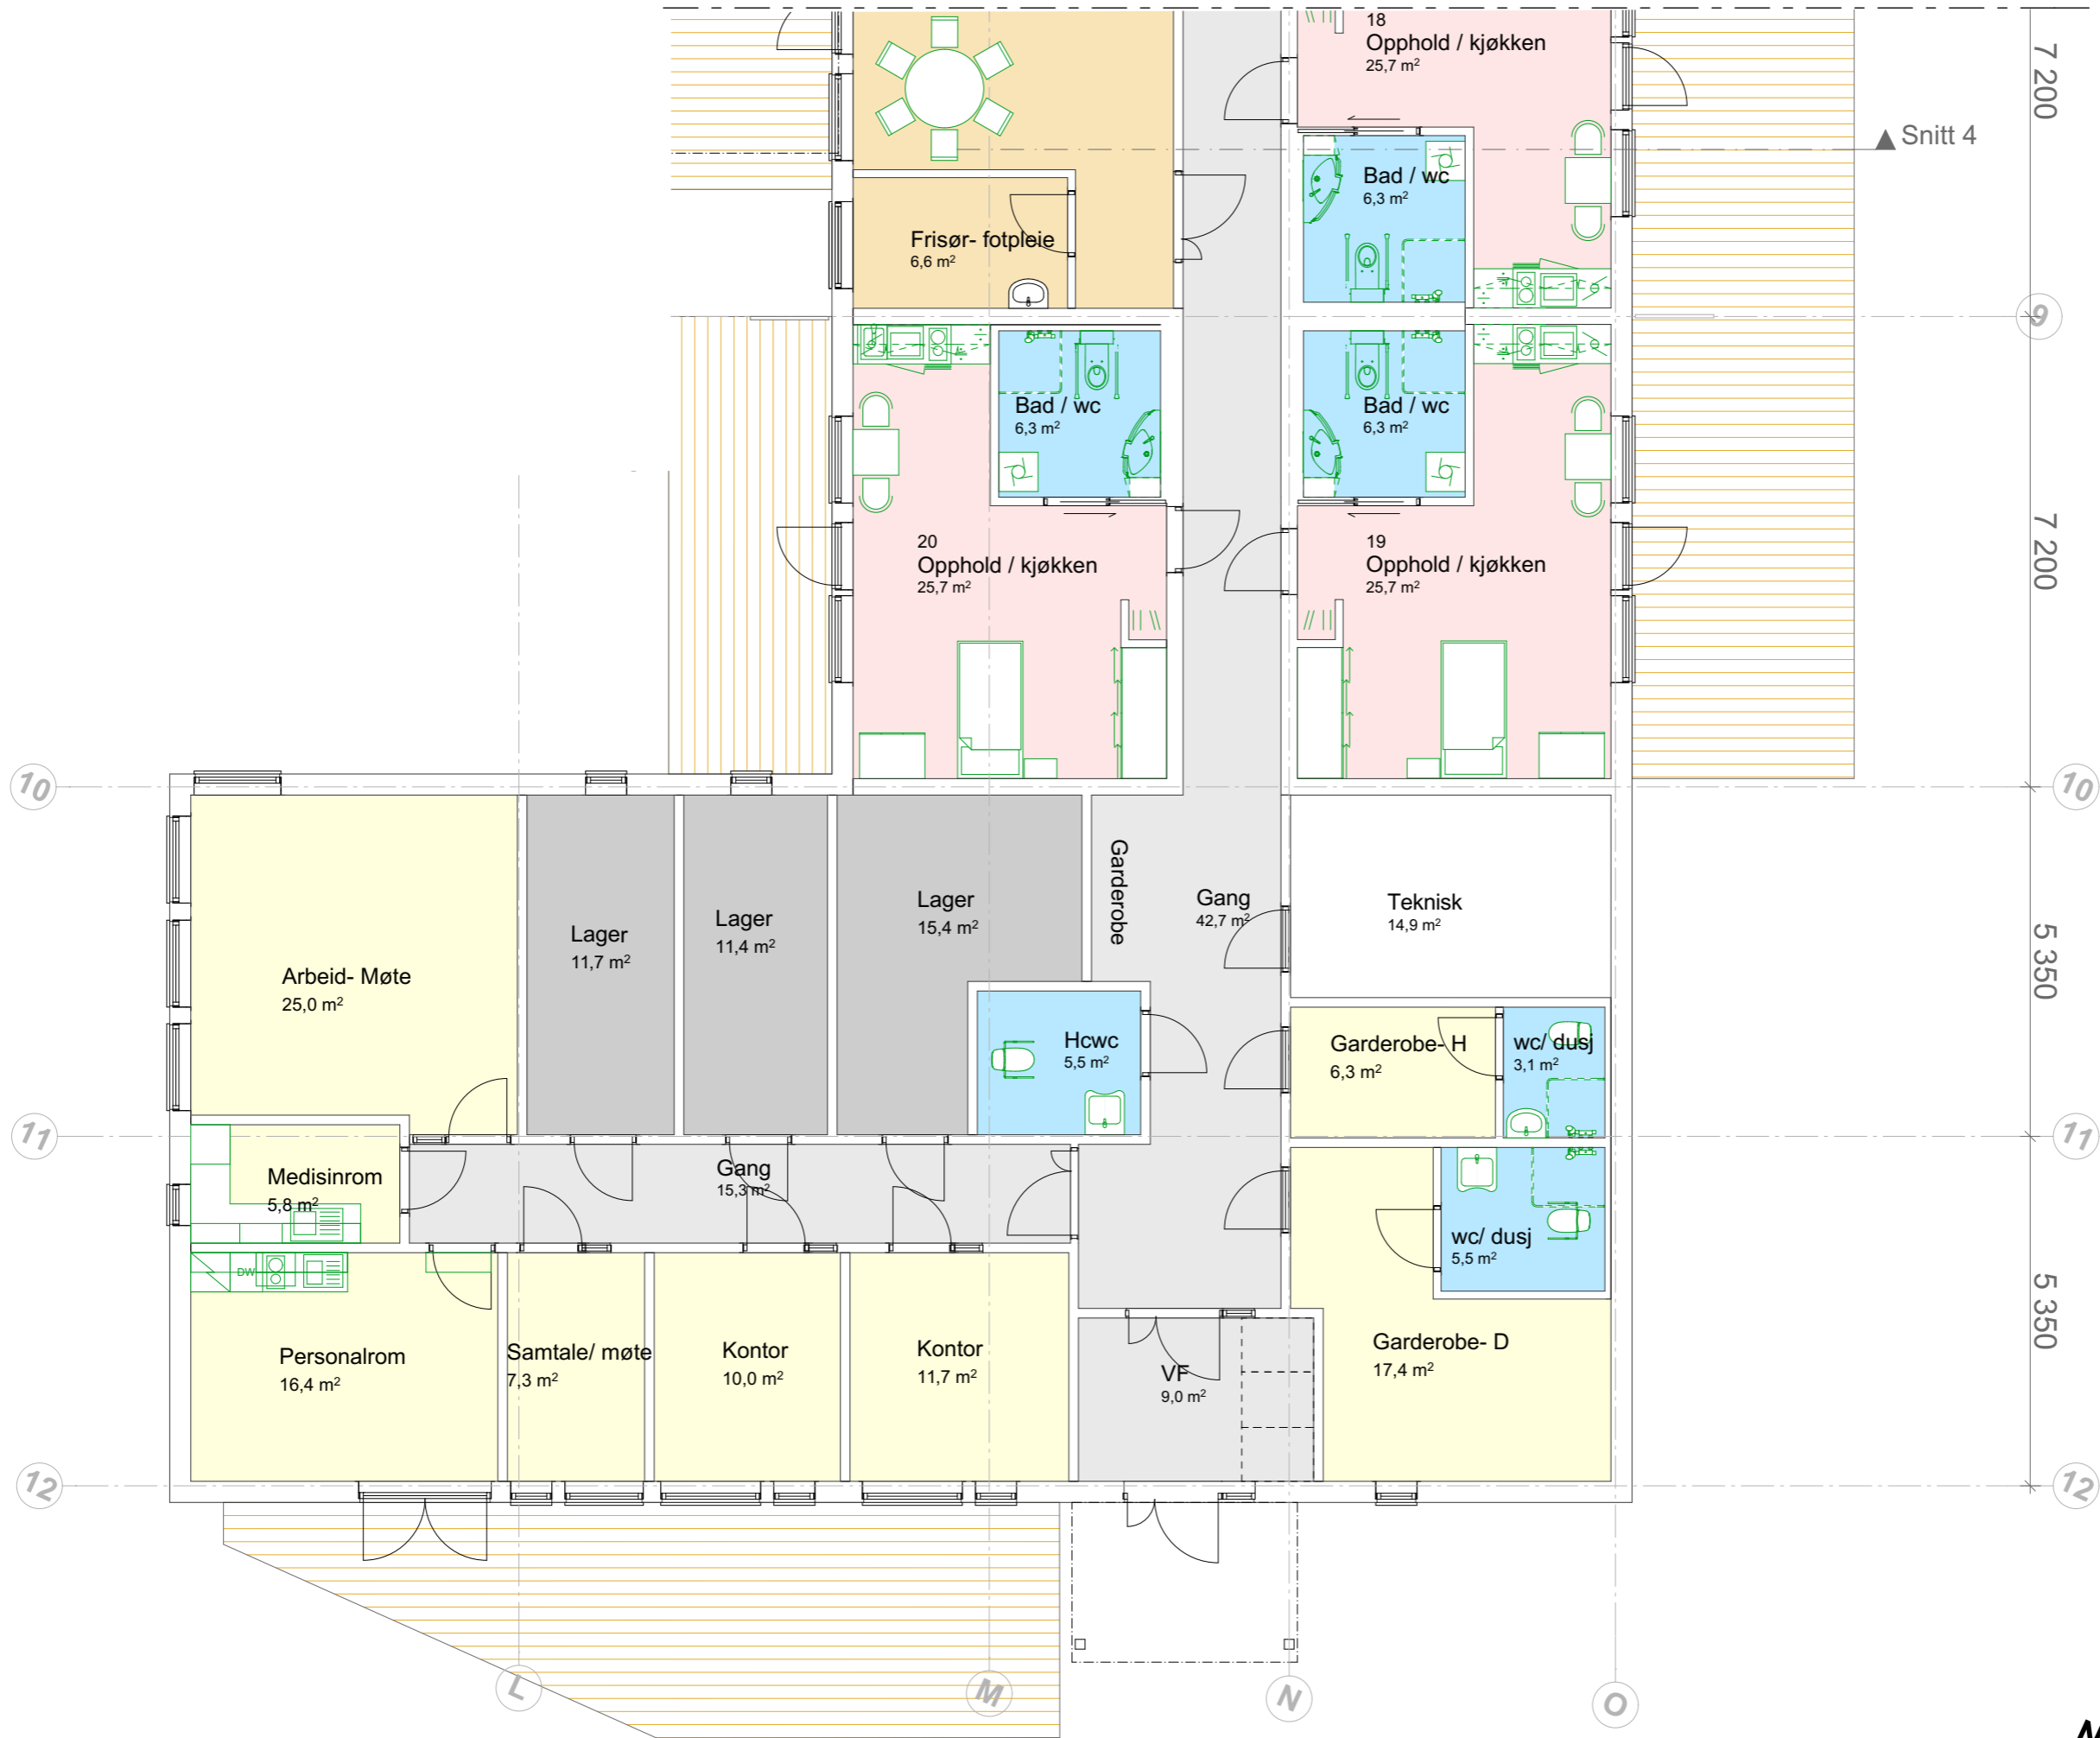 18
Opphold / kjøkken
25,7 m²
7 200
Snitt 4
Bad / wc
6,3 m²
Frisør- fotpleie
6,6 m²
9
Bad / wc
6,3 m²
Bad / wc
6,3 m²
20
Opphold / kjøkken
25,7 m²
19
Opphold / kjøkken
25,7 m²
7 200
10
10
Garderobe
Lager
11,7 m²
Lager
11,4 m²
Lager
15,4 m²
Gang
42,7 m²
Teknisk
14,9 m²
5 350
Arbeid- Møte
25,0 m²
Hcwc
5,5 m²
Garderobe- H
6,3 m²
wc/ dusj
3,1 m²
11
11
Medisinrom
5,8 m²
Gang
15,3 m²
wc/ dusj
5,5 m²
DW
5 350
Personalrom
16,4 m²
Samtale/ møte
7,3 m²
Kontor
10,0 m²
Kontor
11,7 m²
VF
9,0 m²
Garderobe- D
17,4 m²
12
12
L
M
N
O